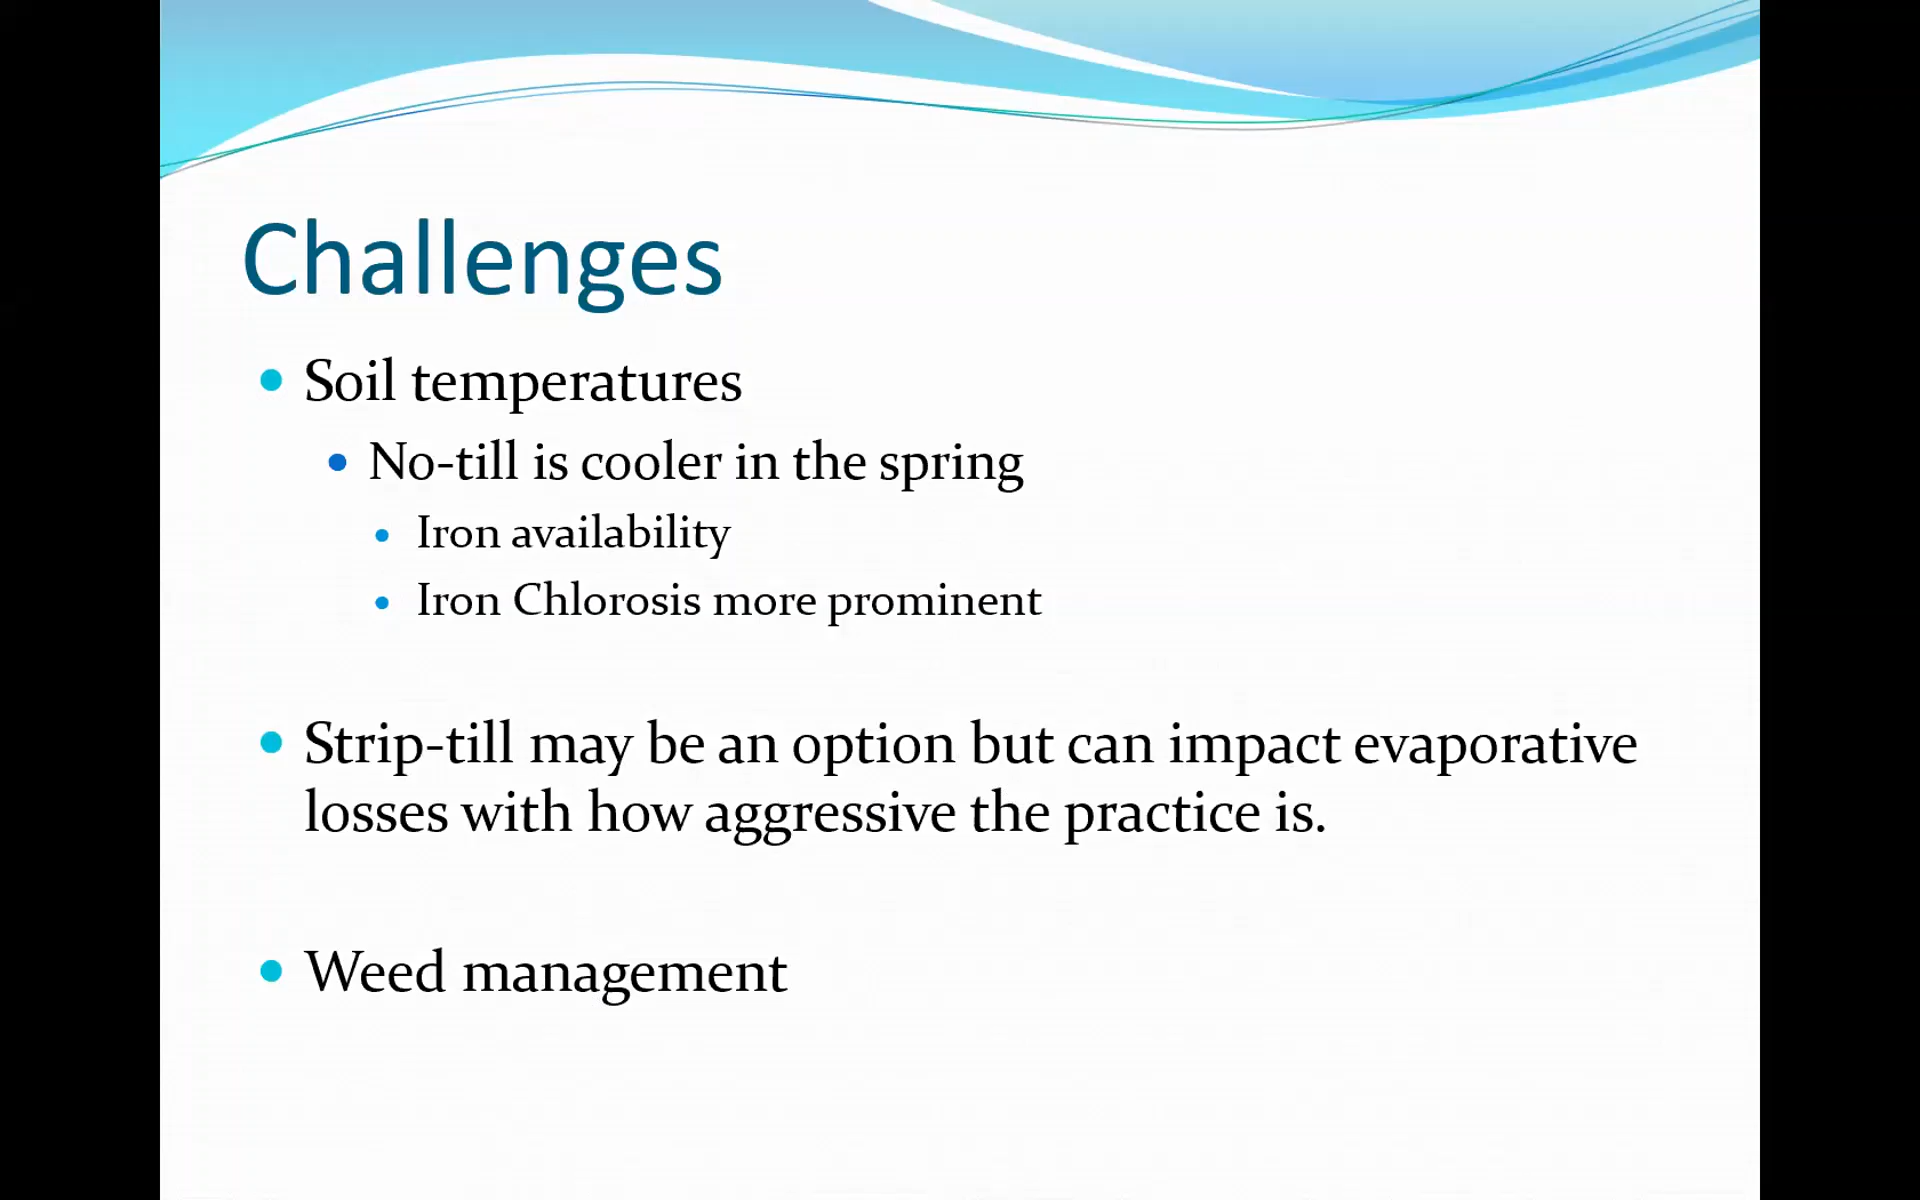 Challenges
Soil temperatures
No-till is cooler in the spring
Iron availability
Iron Chlorosis more prominent
Strip-till may be an option but can impact evaporative
losses with how aggressive the practice is.
Weed management